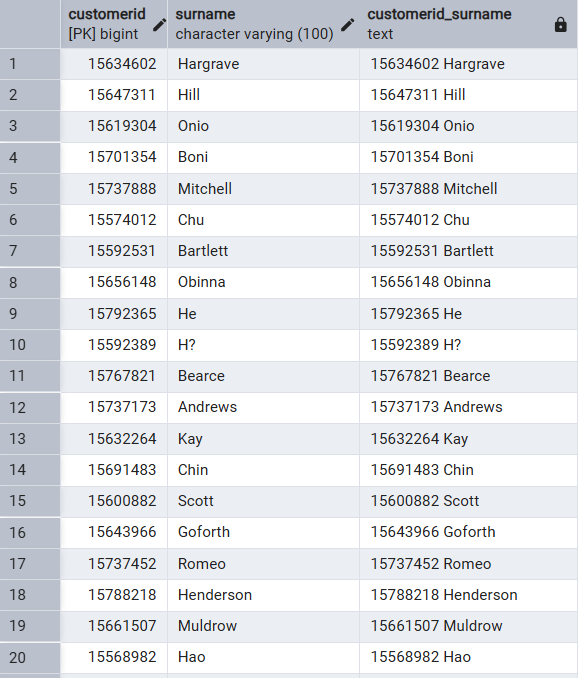 customerid surname customerid_surname
[PK] bigint character varying (100) text
1 15634602 Hargrave 15634602 Hargrave
2 15647311 Hill 15647311 Hill
3 15619304 Onio 15619304 Onio
4 15701354 Boni 15701354 Boni
5 15737888 Mitchell 15737888 Mitchell
6 15574012 Chu 15574012 Chu
7 15592531 Bartlett 15592531 Bartlett
8 15656148 Obinna 15656148 Obinna
9 15792365 He 15792365 He
10 15592389 H? 15592389 H?
11 15767821 Bearce 15767821 Bearce
12 15737173 Andrews 15737173 Andrews
13 15632264 Kay 15632264 Kay
14 15691483 Chin 15691483 Chin
15 15600882 Scott 15600882 Scott
16 15643966 Goforth 15643966 Goforth
17 15737452 Romeo 15737452 Romeo
18 15788218 Henderson 15788218 Henderson
19 15661507 Muldrow 15661507 Muldrow
20 15568982 Hao 15568982 Hao